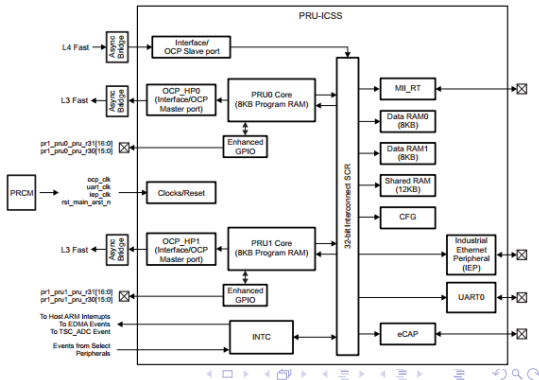 PRU-ICSS
L4 Fast
Async
Bridge
Interface/
OCP Slave port
L3 Fast
Async
Bridge
OCP_HP0
(Interface/OCP
Master port)
PRU0 Core
(8KB Program RAM)
pr1_pru0_pru_r31[16:0]
pr1_pru0_pru_r30[15:0]
Enhanced
GPIO
PRCM
ocp_clk
uart_clk
iep_clk
rst_main_arst_n
Clocks/Reset
L3 Fast
Async
Bridge
OCP_HP1
(Interface/OCP
Master port)
PRU1 Core
(8KB Program RAM)
pr1_pru1_pru_r31[16:0]
pr1_pru1_pru_r30[15:0]
Enhanced
GPIO
To Host ARM Interrupts
To EDMA Events
To TSC_ADC Event
Events from Select
Peripherals
INTC
32-bit Interconnect SCR
MII_RT
Data RAM0
(8KB)
Data RAM1
(8KB)
Shared RAM
(12KB)
CFG
Industrial
Ethernet
Peripheral
(IEP)
UART0
eCAP